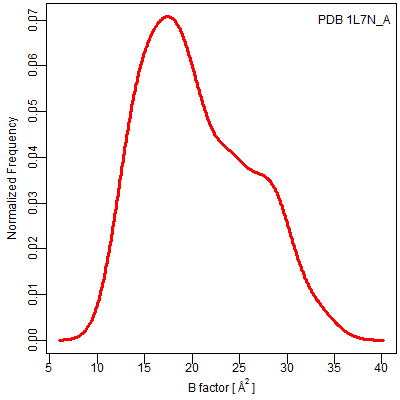 PDB 1L7N_A
Normalized Frequency
0.00 0.01 0.02 0.03 0.04 0.05 0.06 0.07
5 10 15 20 25 30 35 40
B factor [ Å² ]